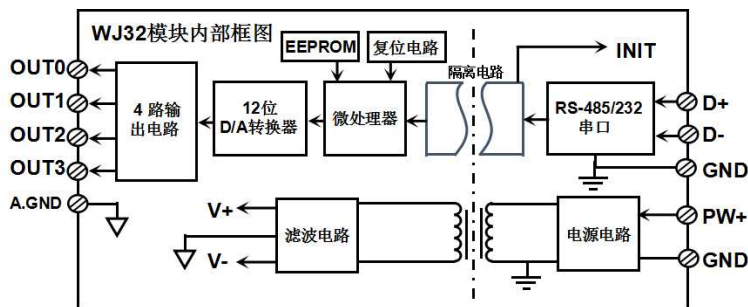 WJ32模块内部框图
EEPROM
复位电路
隔离电路
INIT
OUT0
OUT1
OUT2
OUT3
A.GND
4 路输
出电路
12位
D/A转换器
微处理器
RS-485/232
串口
D+
D-
GND
V+
V-
滤波电路
电源电路
PW+
GND